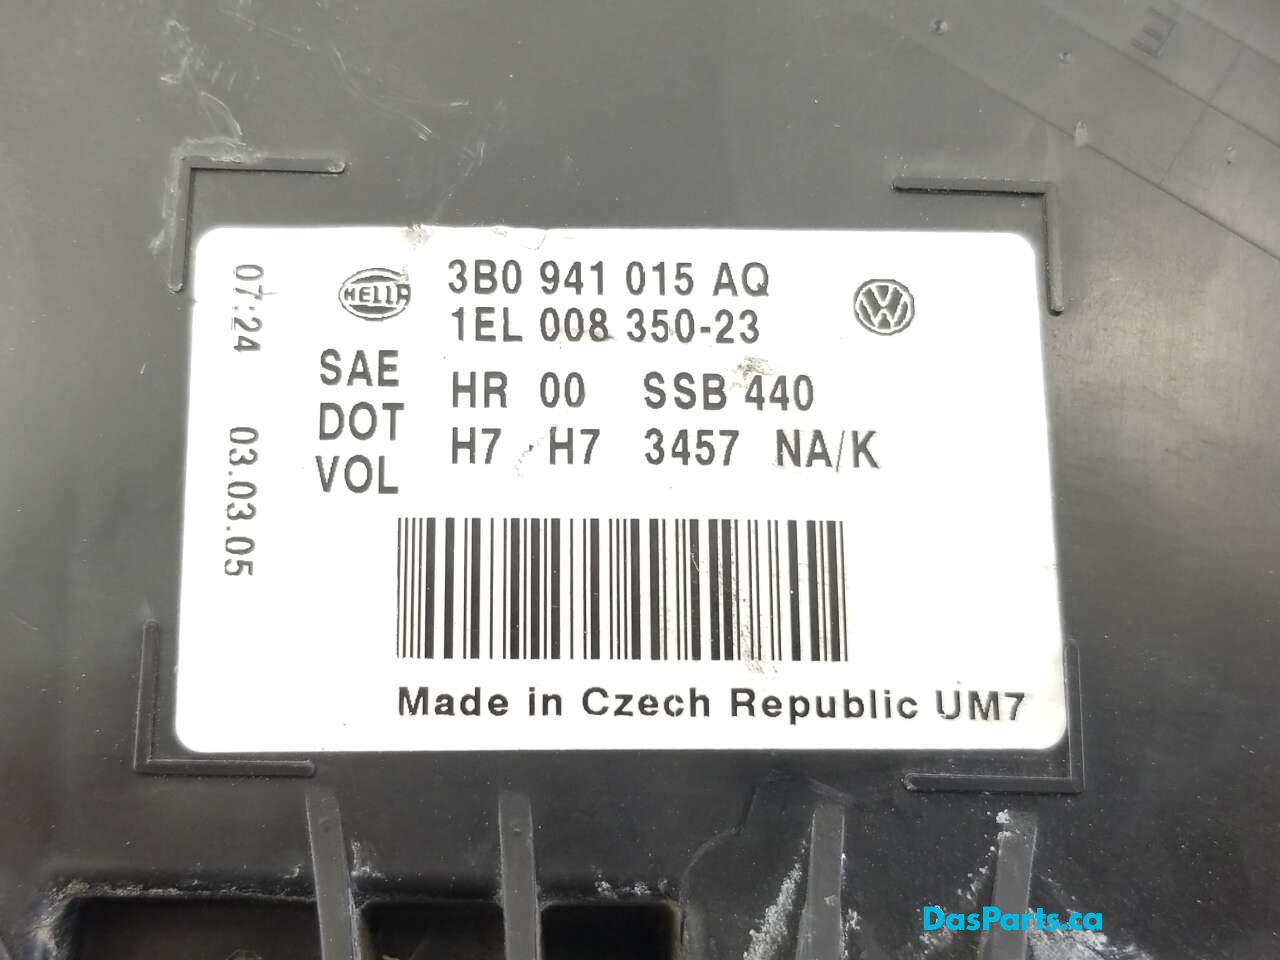 07:24 03.03.05
HELLA
3B0 941 015 AQ
1EL 008 350-23
SAE HR 00 SSB 440
DOT H7 H7 3457 NA/K
VOL
Made in Czech Republic UM7
DasParts.ca